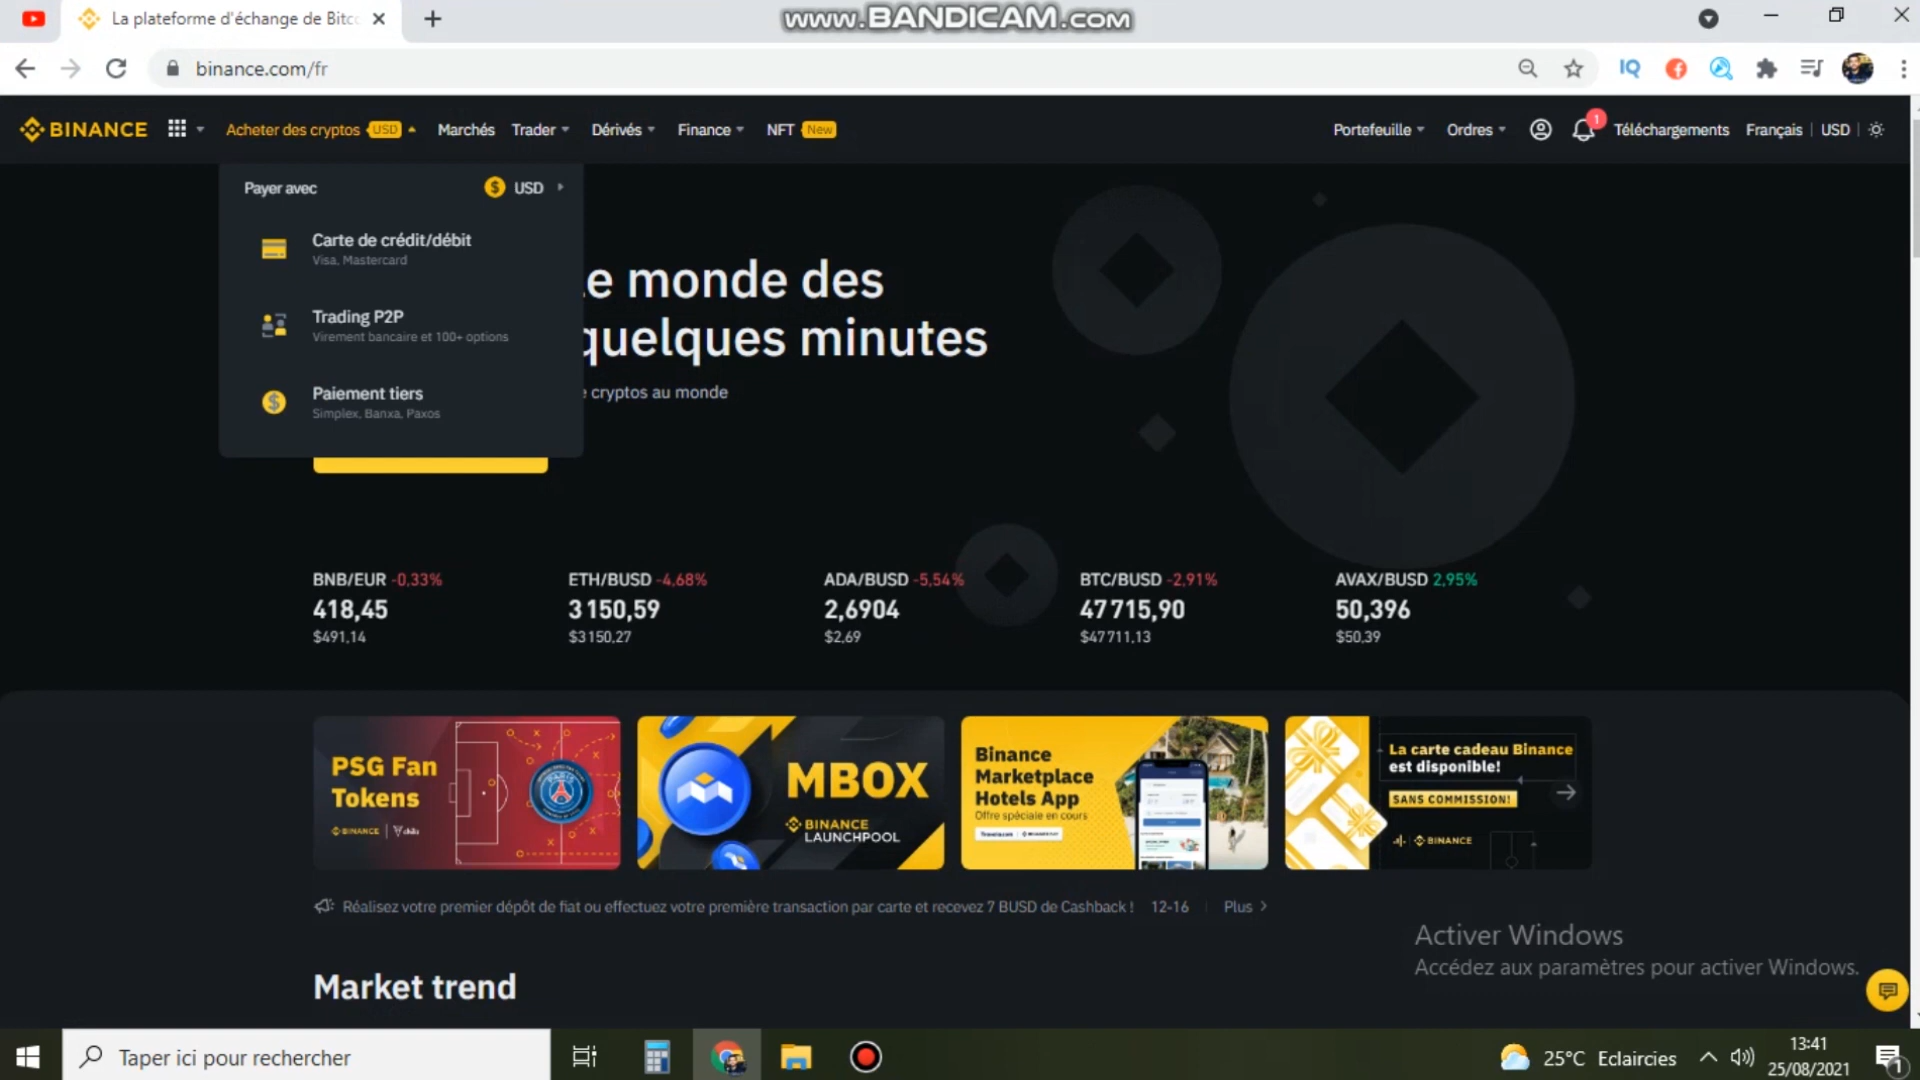 La plateforme d'échange de Bitc
www.BANDICAM.com
binance.com/fr
IQ
BINANCE
Acheter des cryptos USD
Marchés
Trader
Dérivés
Finance
NFT New
Portefeuille
Ordres
1
Téléchargements
Français
USD
Payer avec
USD
Carte de crédit/débit
Visa, Mastercard
Trading P2P
Virement bancaire et 100+ options
Paiement tiers
Simplex, Banxa, Paxos
e monde des
quelques minutes
cryptos au monde
BNB/EUR -0,33%
418,45
$491,14
ETH/BUSD -4,68%
3 150,59
$3 150,27
ADA/BUSD -5,54%
2,6904
$2,69
BTC/BUSD -2,91%
47 715,90
$47 711,13
AVAX/BUSD 2,95%
50,396
$50,39
PSG Fan
Tokens
BINANCE
MBOX
BINANCE
LAUNCHPOOL
Binance
Marketplace
Hotels App
Offre spéciale en cours
La carte cadeau Binance
est disponible!
SANS COMMISSION!
BINANCE
Réalisez votre premier dépôt de fiat ou effectuez votre première transaction par carte et recevez 7 BUSD de Cashback ! 12-16
Plus
Market trend
Activer Windows
Accédez aux paramètres pour activer Windows.
Taper ici pour rechercher
25°C Eclaircies
13:41
25/08/2021
1